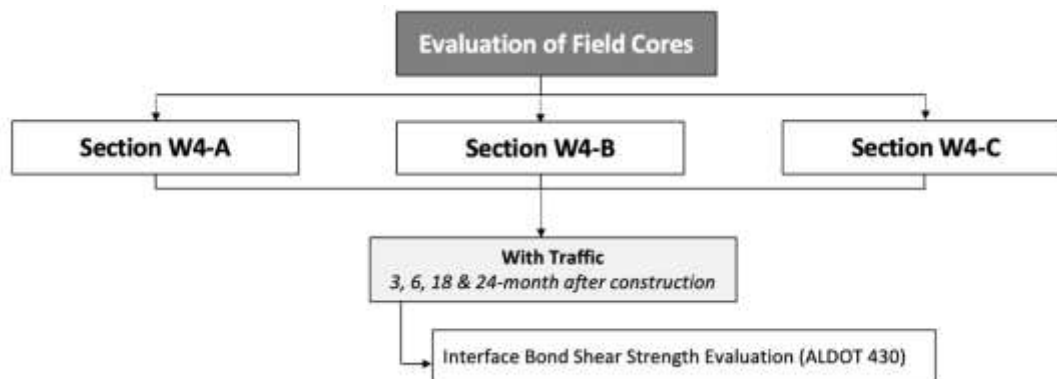 Evaluation of Field Cores
Section W4-A
Section W4-B
Section W4-C
With Traffic
3, 6, 18 & 24-month after construction
Interface Bond Shear Strength Evaluation (ALDOT 430)